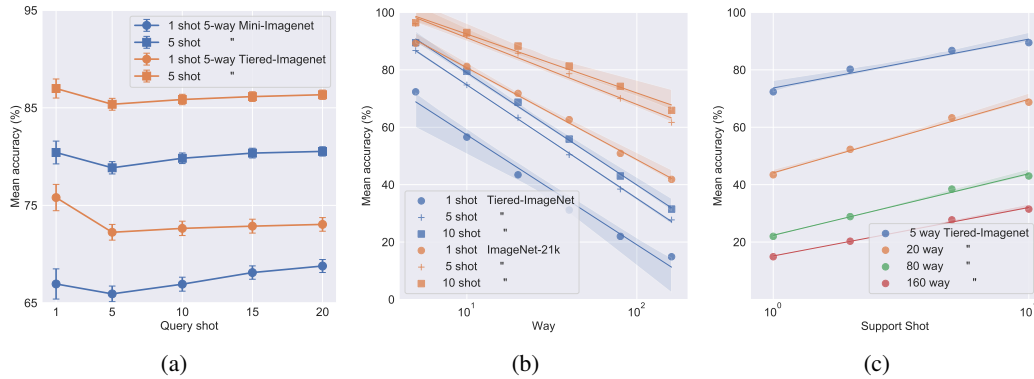 95
85
75
65
Mean accuracy (%)
1 5 10 15 20
Query shot
1 shot 5-way Mini-Imagenet
5 shot "
1 shot 5-way Tiered-Imagenet
5 shot "
(a)
100
80
60
40
20
0
Mean accuracy (%)
10¹ 10²
Way
1 shot Tiered-ImageNet
5 shot "
10 shot "
1 shot ImageNet-21k
5 shot "
10 shot "
(b)
100
80
60
40
20
Mean accuracy (%)
10⁰ 10¹
Support Shot
5 way Tiered-Imagenet
20 way "
80 way "
160 way "
(c)